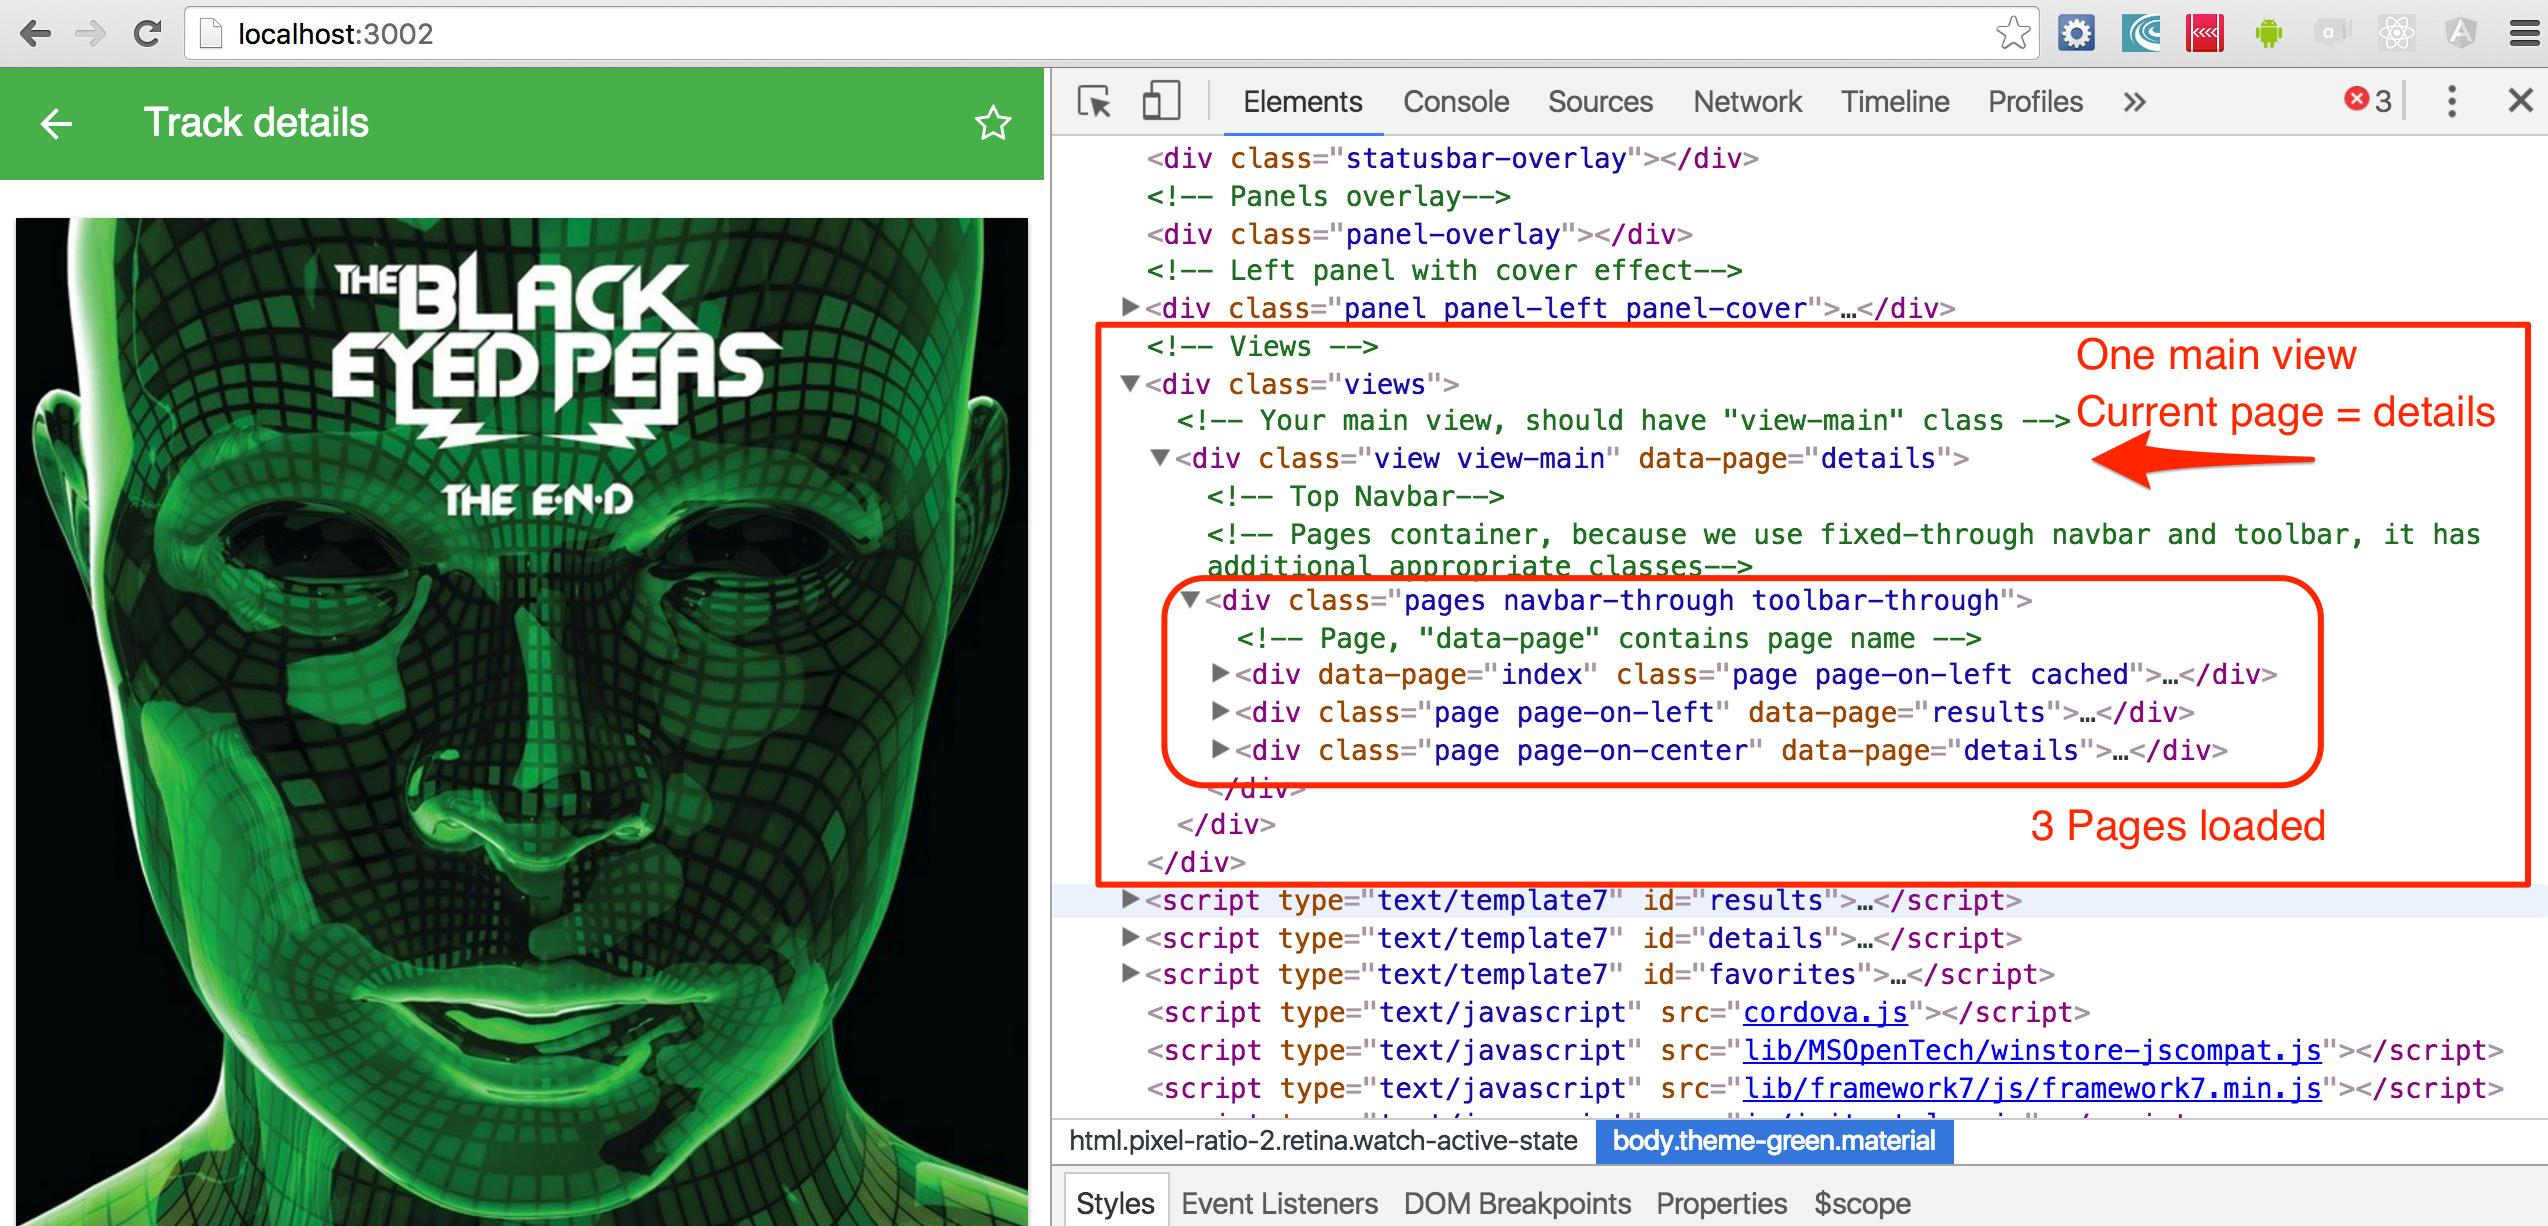 localhost:3002
Track details
THE BLACK
EYED PEAS
THE E·N·D
Elements Console Sources Network Timeline Profiles » 3
<div class="statusbar-overlay"></div>
<!-- Panels overlay-->
<div class="panel-overlay"></div>
<!-- Left panel with cover effect-->
<div class="panel panel-left panel-cover">…</div>
<!-- Views -->
One main view
<div class="views">
<!-- Your main view, should have "view-main" class -->
Current page = details
<div class="view view-main" data-page="details">
<!-- Top Navbar-->
<!-- Pages container, because we use fixed-through navbar and toolbar, it has
additional appropriate classes-->
<div class="pages navbar-through toolbar-through">
<!-- Page, "data-page" contains page name -->
<div data-page="index" class="page page-on-left cached">…</div>
<div class="page page-on-left" data-page="results">…</div>
<div class="page page-on-center" data-page="details">…</div>
</div>
</div>
3 Pages loaded
</div>
<script type="text/template7" id="results">…</script>
<script type="text/template7" id="details">…</script>
<script type="text/template7" id="favorites">…</script>
<script type="text/javascript" src="cordova.js"></script>
<script type="text/javascript" src="lib/MSOpenTech/winstore-jscompat.js"></script>
<script type="text/javascript" src="lib/framework7/js/framework7.min.js"></script>
html.pixel-ratio-2.retina.watch-active-state body.theme-green.material
Styles Event Listeners DOM Breakpoints Properties $scope